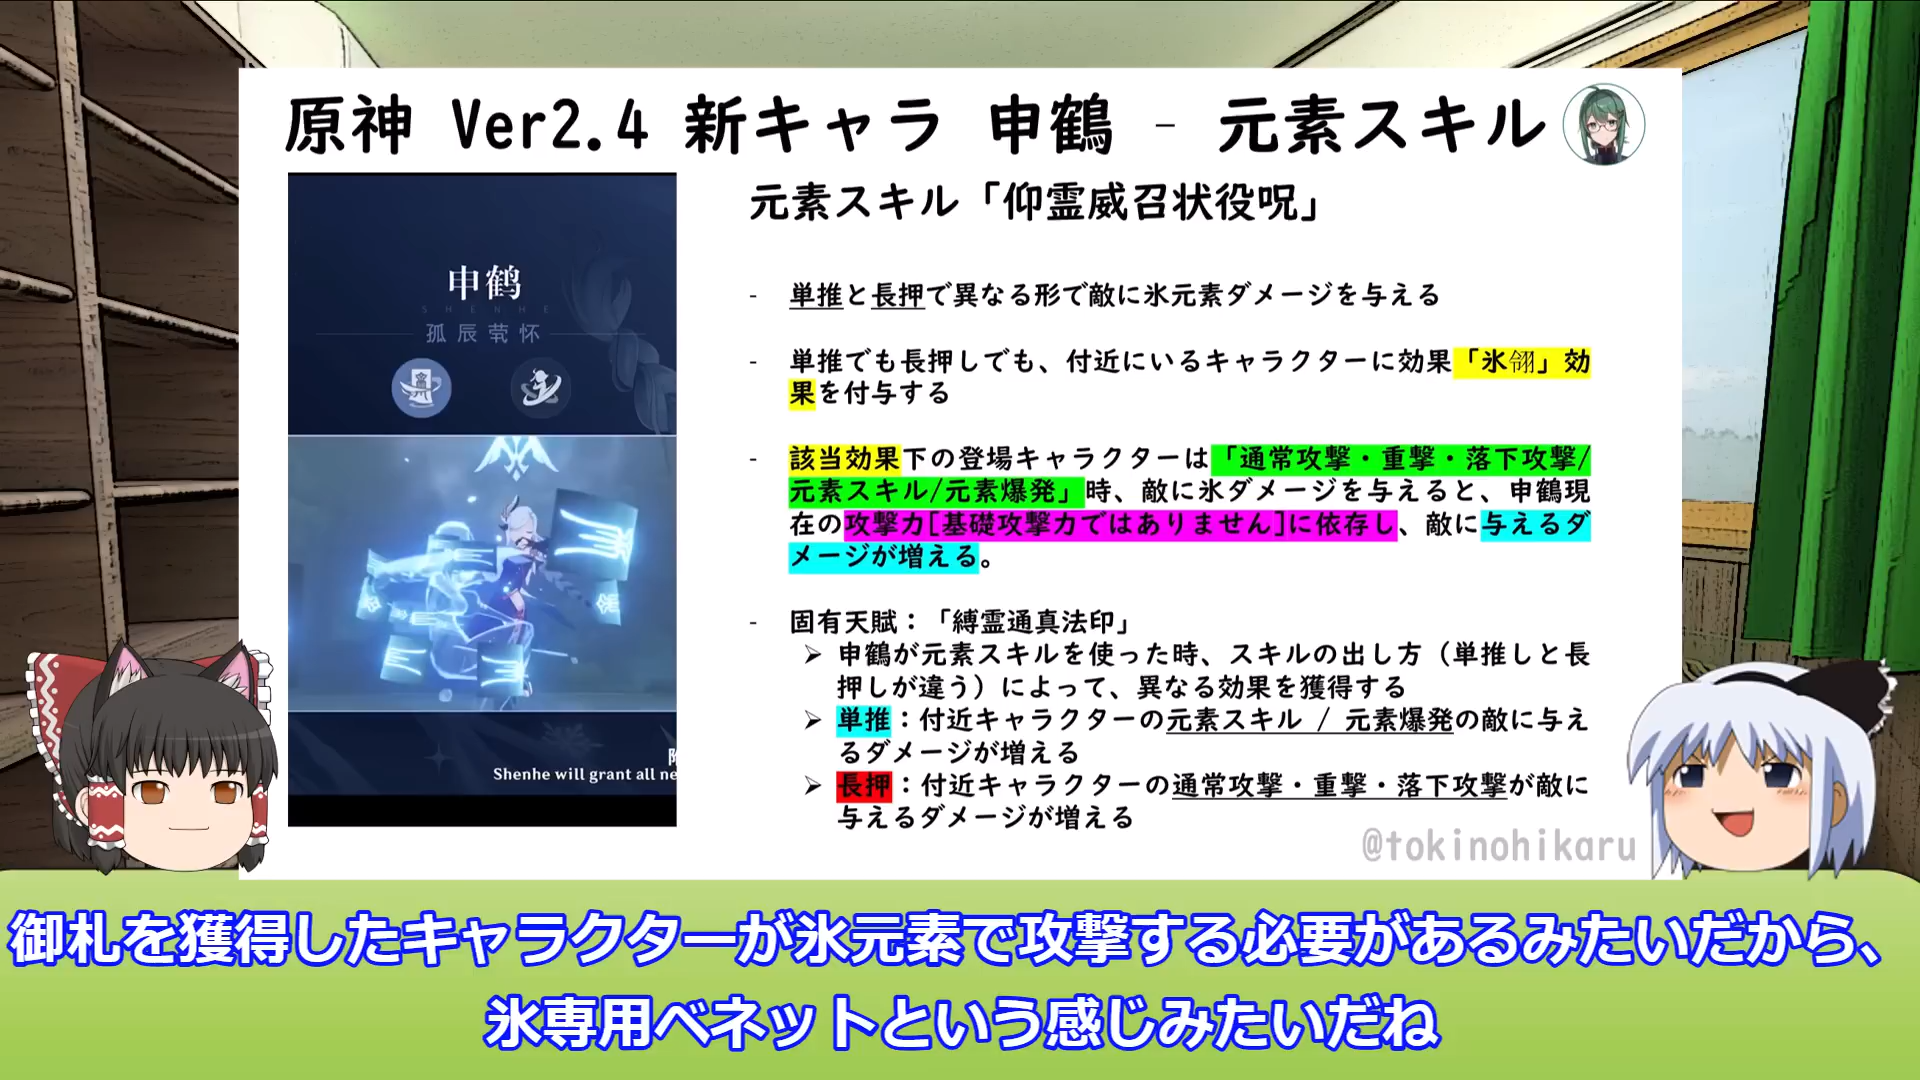 原神 Ver2.4 新キャラ 申鶴 - 元素スキル
申鹤
SHENHE
孤辰茕怀
Shenhe will grant all ne
元素スキル「仰霊威召状役呪」
- 単推と長押で異なる形で敵に氷元素ダメージを与える
- 単推でも長押しでも、付近にいるキャラクターに効果「氷翎」効
果を付与する
- 該当効果下の登場キャラクターは「通常攻撃・重撃・落下攻撃/
元素スキル/元素爆発」時、敵に氷ダメージを与えると、申鶴現
在の攻撃力[基礎攻撃力ではありません]に依存し、敵に与えるダ
メージが増える。
- 固有天賦：「縛霊通真法印」
➢ 申鶴が元素スキルを使った時、スキルの出し方（単推しと長
押しが違う）によって、異なる効果を獲得する
➢ 単推：付近キャラクターの元素スキル / 元素爆発の敵に与え
るダメージが増える
➢ 長押：付近キャラクターの通常攻撃・重撃・落下攻撃が敵に
与えるダメージが増える
@tokinohikaru
御札を獲得したキャラクターが氷元素で攻撃する必要があるみたいだから、
氷専用ベネットという感じみたいだね